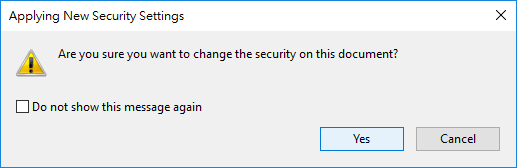 Applying New Security Settings
Are you sure you want to change the security on this document?
Do not show this message again
Yes
Cancel